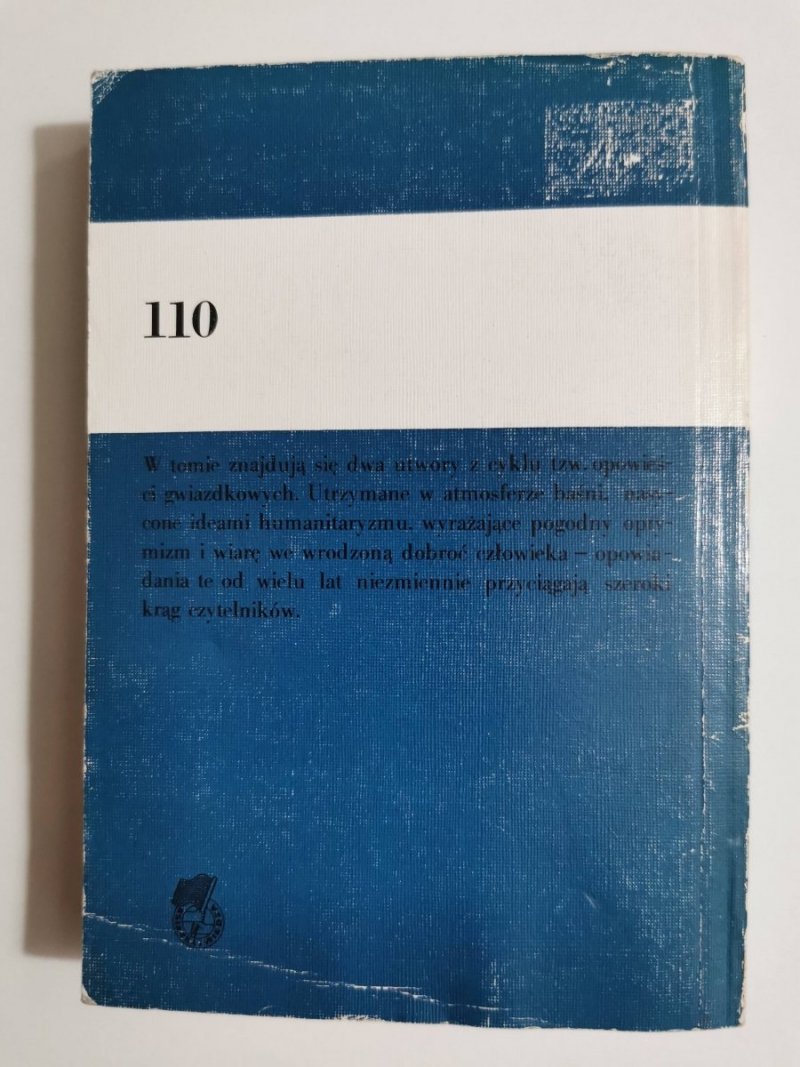 110
W tomie znajdują się dwa utwory z cyklu tzw. opowieś-
ci gwiazdkowych. Utrzymane w atmosferze baśni, nasy-
cone ideami humanitaryzmu, wyrażające pogodny opty-
mizm i wiarę we wrodzoną dobroć człowieka — opowia-
dania te od wielu lat niezmiennie przyciągają szeroki
krąg czytelników.